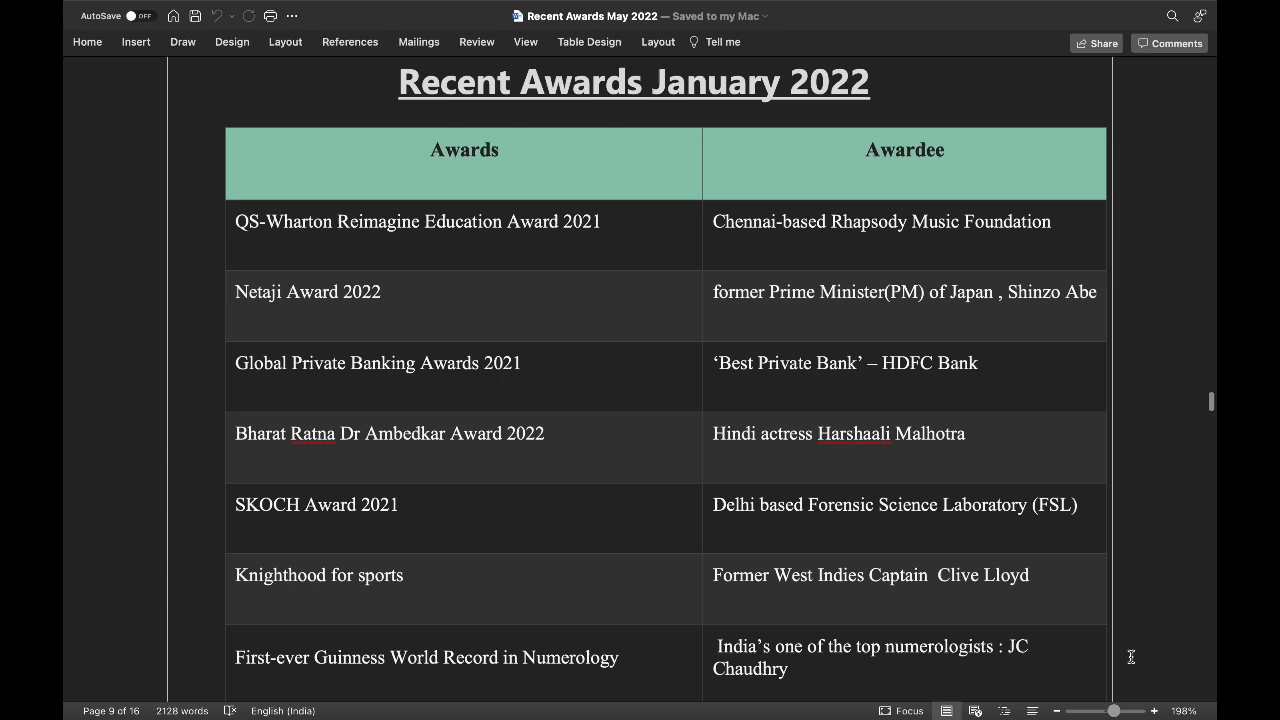 AutoSave OFF Recent Awards May 2022 — Saved to my Mac
Home Insert Draw Design Layout References Mailings Review View Table Design Layout Tell me Share Comments
Recent Awards January 2022
Awards Awardee
QS-Wharton Reimagine Education Award 2021 Chennai-based Rhapsody Music Foundation
Netaji Award 2022 former Prime Minister(PM) of Japan , Shinzo Abe
Global Private Banking Awards 2021 ‘Best Private Bank’ – HDFC Bank
Bharat Ratna Dr Ambedkar Award 2022 Hindi actress Harshaali Malhotra
SKOCH Award 2021 Delhi based Forensic Science Laboratory (FSL)
Knighthood for sports Former West Indies Captain Clive Lloyd
First-ever Guinness World Record in Numerology India’s one of the top numerologists : JC
Chaudhry
Page 9 of 16 2128 words English (India) Focus 198%